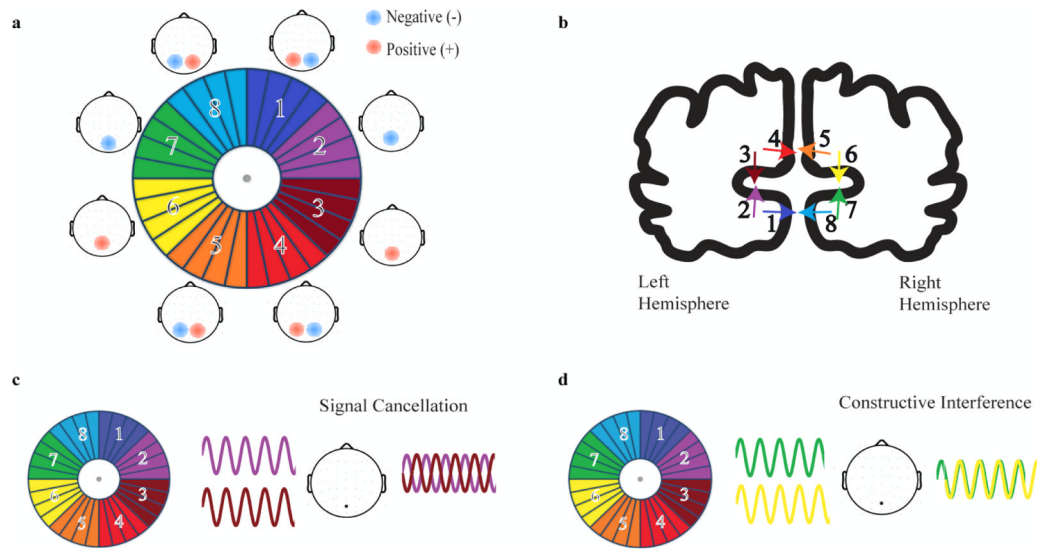 a
Negative (-)
Positive (+)
8 1
7 2
6 3
5 4
b
4 5
3 6
2 7
1 8
Left
Hemisphere
Right
Hemisphere
c
Signal Cancellation
8 1
7 2
6 3
5 4
d
Constructive Interference
8 1
7 2
6 3
5 4